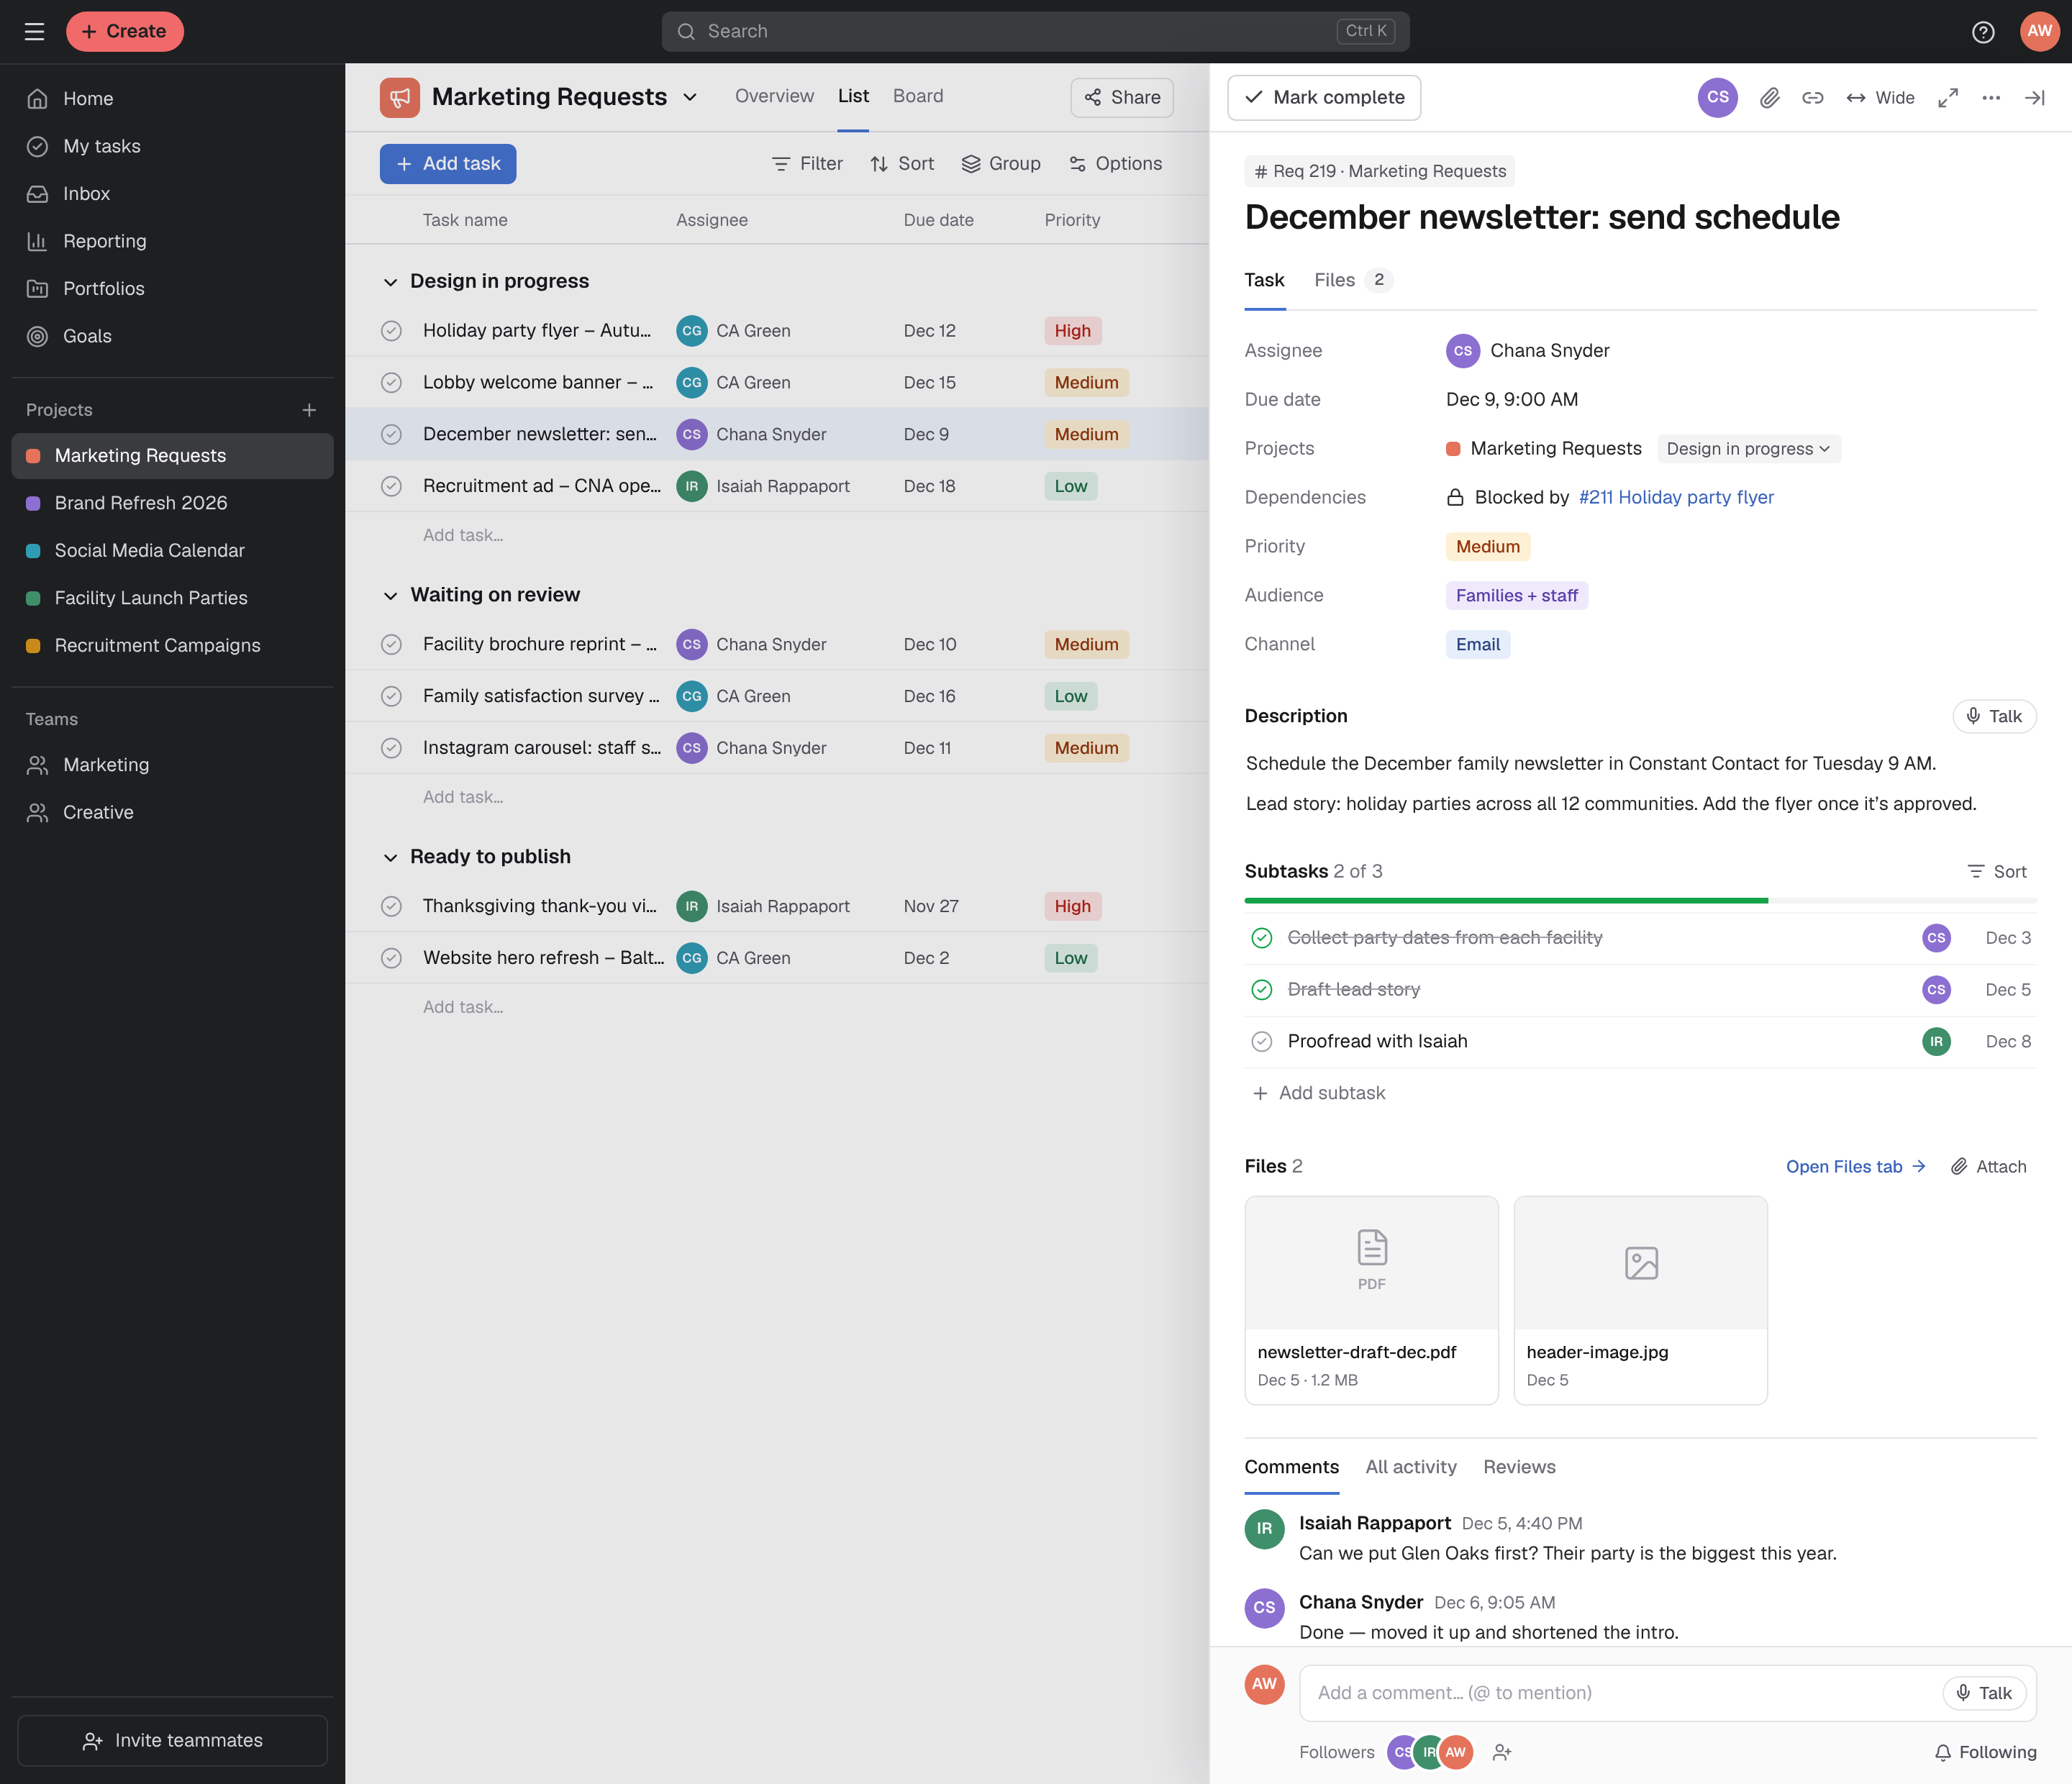 Create
Search
Ctrl K
AW
Home
My tasks
Inbox
Reporting
Portfolios
Goals
Projects
Marketing Requests
Brand Refresh 2026
Social Media Calendar
Facility Launch Parties
Recruitment Campaigns
Teams
Marketing
Creative
Invite teammates
Marketing Requests
Overview List Board
Share
Add task
Filter Sort Group Options
Task name Assignee Due date Priority
Design in progress
Holiday party flyer – Autu... CG CA Green Dec 12 High
Lobby welcome banner – ... CG CA Green Dec 15 Medium
December newsletter: sen... CS Chana Snyder Dec 9 Medium
Recruitment ad – CNA ope... IR Isaiah Rappaport Dec 18 Low
Add task...
Waiting on review
Facility brochure reprint – ... CS Chana Snyder Dec 10 Medium
Family satisfaction survey ... CG CA Green Dec 16 Low
Instagram carousel: staff s... CS Chana Snyder Dec 11 Medium
Add task...
Ready to publish
Thanksgiving thank-you vi... IR Isaiah Rappaport Nov 27 High
Website hero refresh – Balt... CG CA Green Dec 2 Low
Add task...
Mark complete
CS
Wide
# Req 219 · Marketing Requests
December newsletter: send schedule
Task Files 2
Assignee CS Chana Snyder
Due date Dec 9, 9:00 AM
Projects Marketing Requests Design in progress
Dependencies Blocked by #211 Holiday party flyer
Priority Medium
Audience Families + staff
Channel Email
Description
Talk
Schedule the December family newsletter in Constant Contact for Tuesday 9 AM.
Lead story: holiday parties across all 12 communities. Add the flyer once it’s approved.
Subtasks 2 of 3
Sort
Collect party dates from each facility CS Dec 3
Draft lead story CS Dec 5
Proofread with Isaiah IR Dec 8
Add subtask
Files 2
Open Files tab → Attach
PDF
newsletter-draft-dec.pdf
Dec 5 · 1.2 MB
header-image.jpg
Dec 5
Comments All activity Reviews
IR Isaiah Rappaport Dec 5, 4:40 PM
Can we put Glen Oaks first? Their party is the biggest this year.
CS Chana Snyder Dec 6, 9:05 AM
Done — moved it up and shortened the intro.
AW
Add a comment... (@ to mention)
Talk
Followers CS IR AW
Following